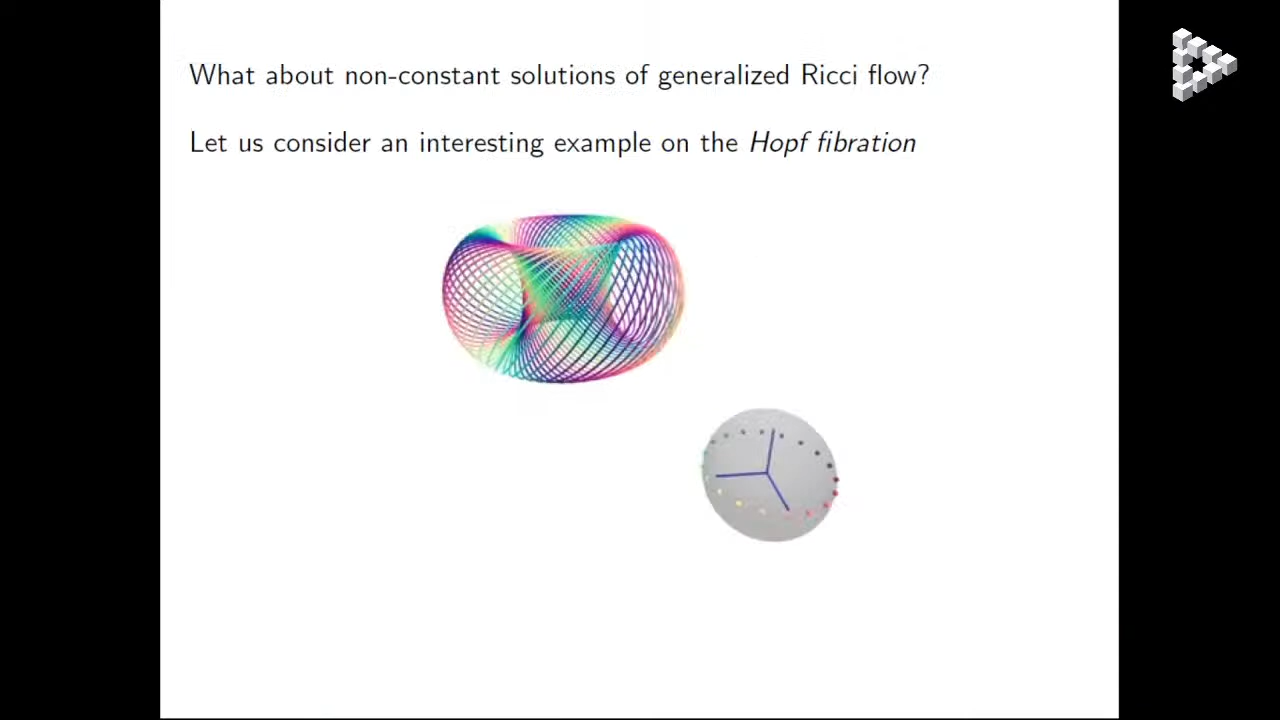 What about non-constant solutions of generalized Ricci flow?
Let us consider an interesting example on the Hopf fibration